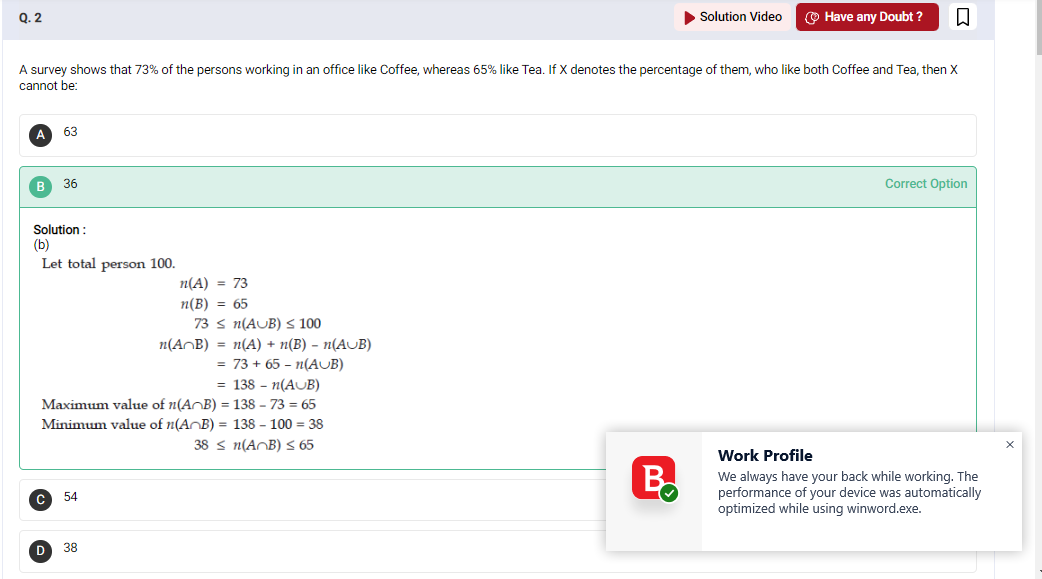 Q. 2
Solution Video
Have any Doubt ?
A survey shows that 73% of the persons working in an office like Coffee, whereas 65% like Tea. If X denotes the percentage of them, who like both Coffee and Tea, then X
cannot be:
A 63
B 36
Correct Option
Solution :
(b)
Let total person 100.
n(A) = 73
n(B) = 65
73 ≤ n(A∪B) ≤ 100
n(A∩B) = n(A) + n(B) – n(A∪B)
= 73 + 65 – n(A∪B)
= 138 – n(A∪B)
Maximum value of n(A∩B) = 138 – 73 = 65
Minimum value of n(A∩B) = 138 – 100 = 38
38 ≤ n(A∩B) ≤ 65
C 54
D 38
B
Work Profile
We always have your back while working. The
performance of your device was automatically
optimized while using winword.exe.